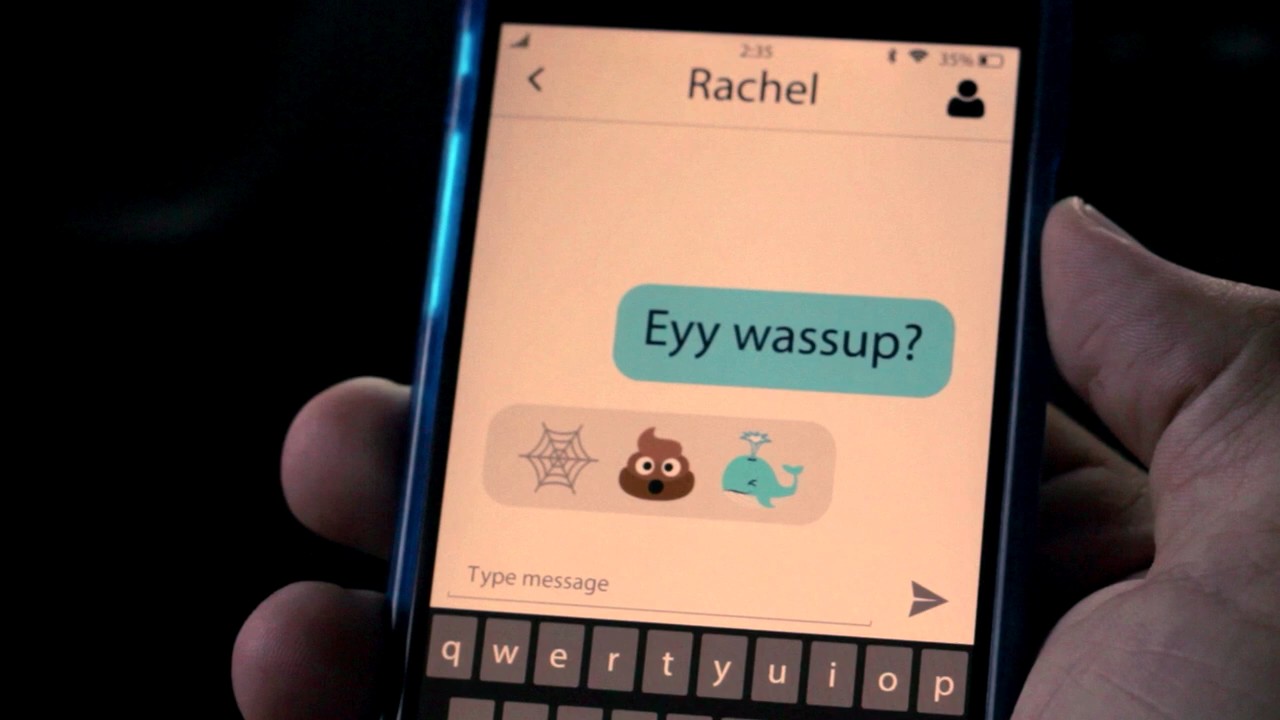 2:35
35%
Rachel
Eyy wassup?
Type message
q w e r t y u i o p